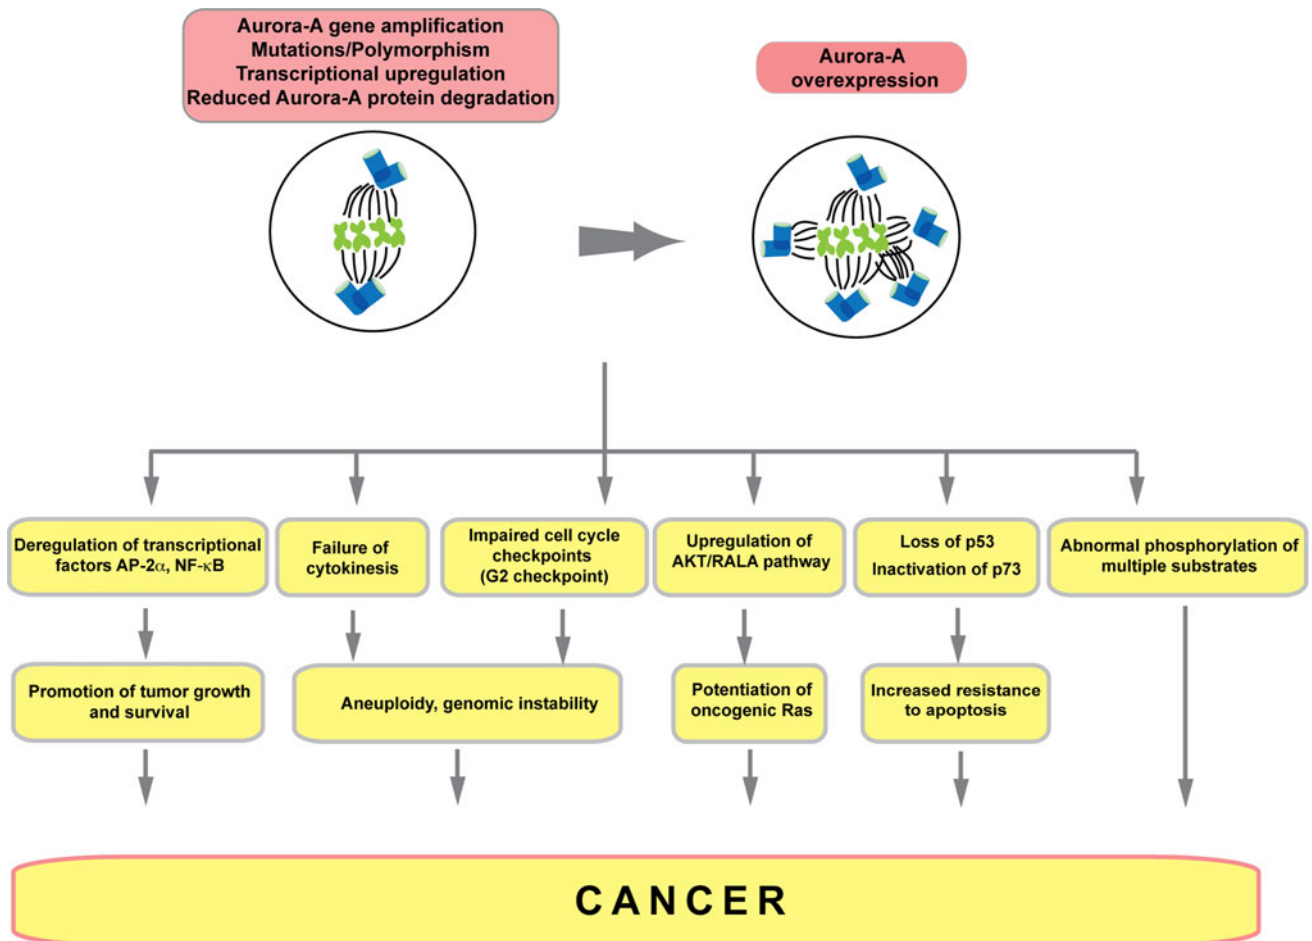 Aurora-A gene amplification
Mutations/Polymorphism
Transcriptional upregulation
Reduced Aurora-A protein degradation
Aurora-A
overexpression
Deregulation of transcriptional
factors AP-2α, NF-κB
Failure of
cytokinesis
Impaired cell cycle
checkpoints
(G2 checkpoint)
Upregulation of
AKT/RALA pathway
Loss of p53
Inactivation of p73
Abnormal phosphorylation of
multiple substrates
Promotion of tumor growth
and survival
Aneuploidy, genomic instability
Potentiation of
oncogenic Ras
Increased resistance
to apoptosis
CANCER